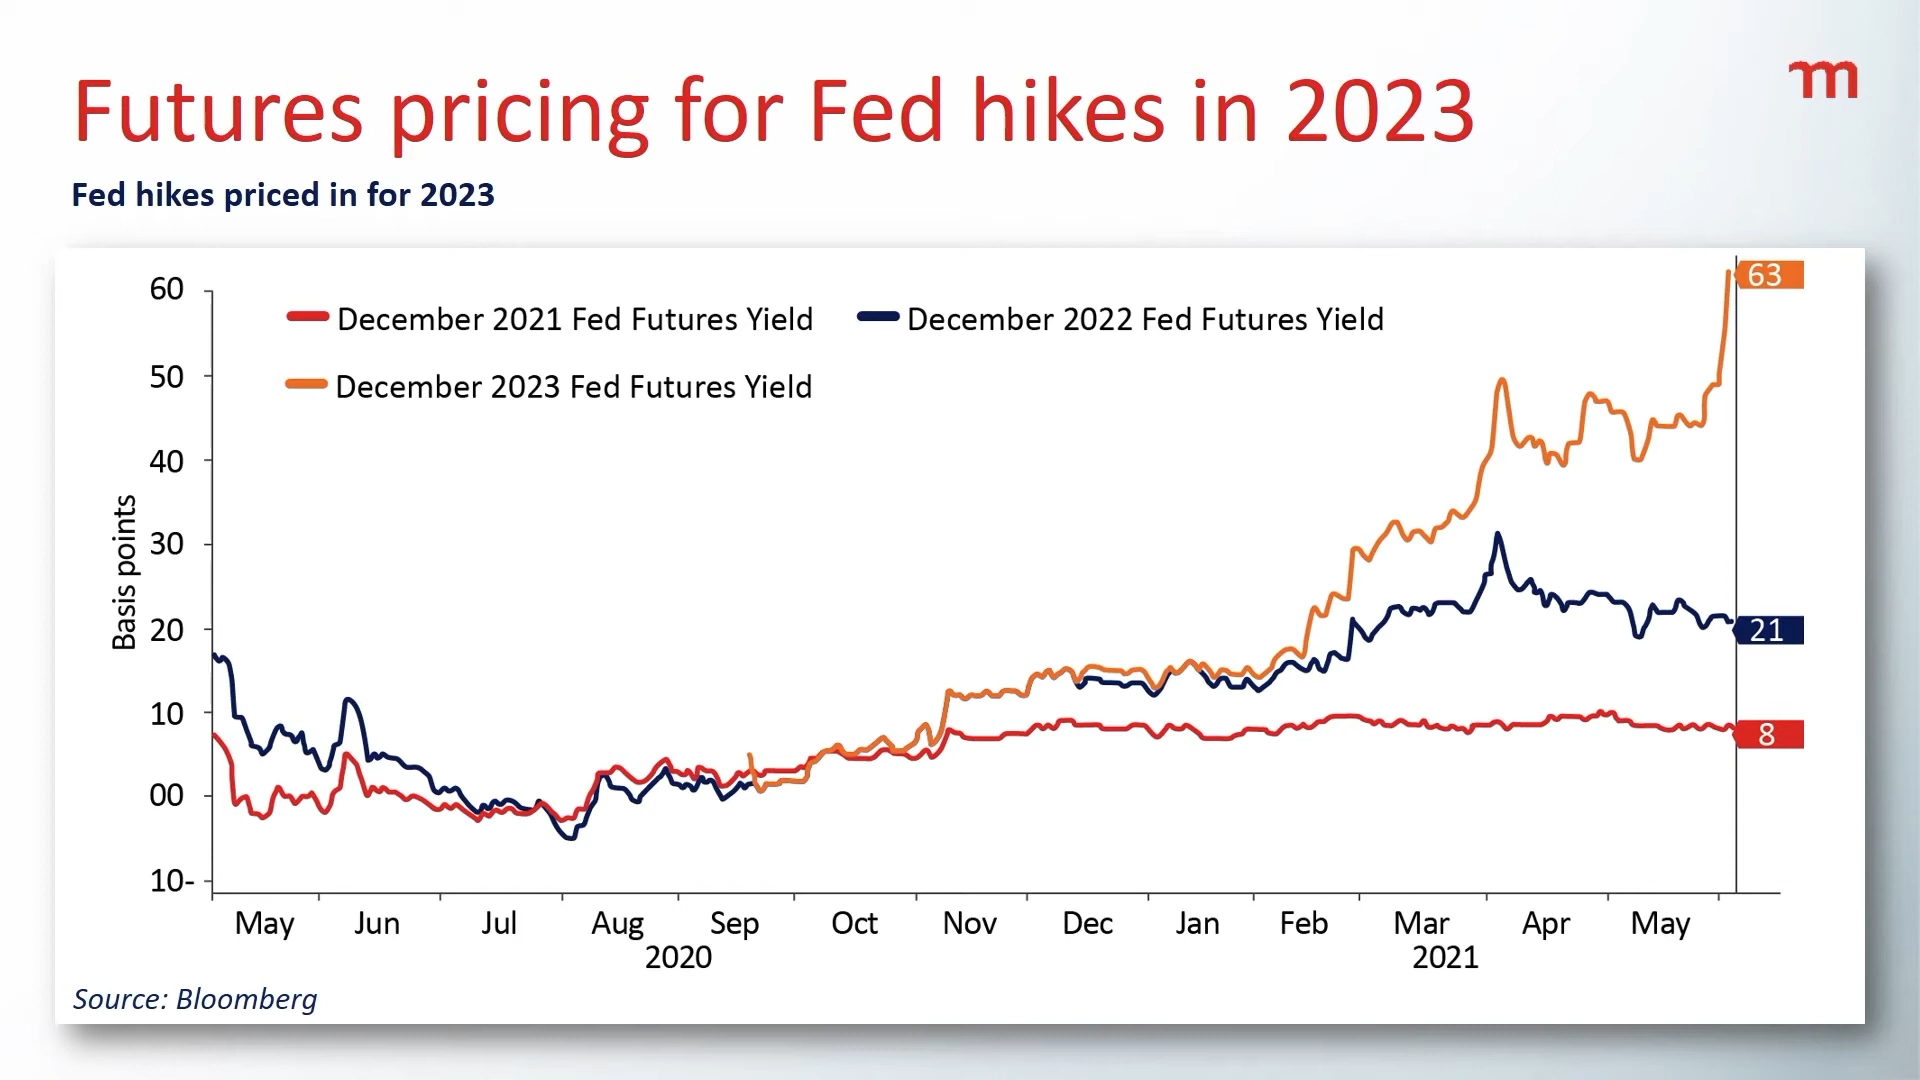 Futures pricing for Fed hikes in 2023
m
Fed hikes priced in for 2023
60
50
40
30
20
10
00
10-
Basis points
December 2021 Fed Futures Yield
December 2022 Fed Futures Yield
December 2023 Fed Futures Yield
63
21
8
May Jun Jul Aug Sep Oct Nov Dec Jan Feb Mar Apr May
2020 2021
Source: Bloomberg